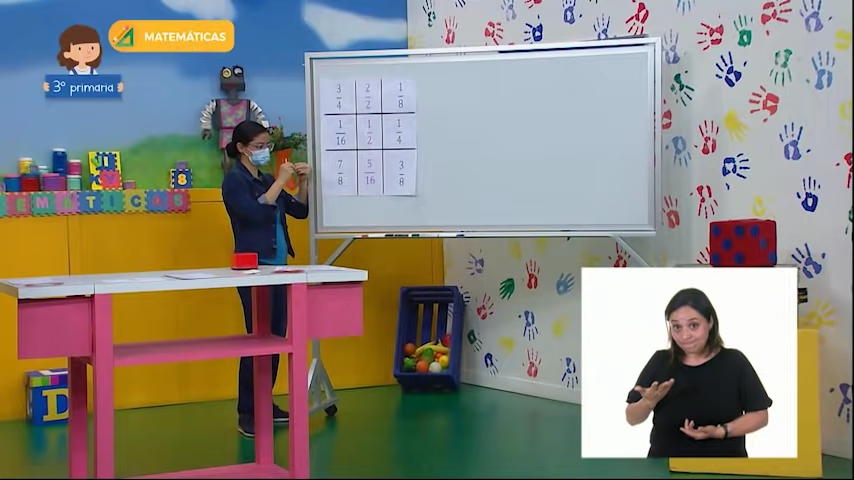 MATEMÁTICAS
3º primaria
3/4 2/2 1/8
1/16 1/2 1/4
7/8 5/16 3/8
EMÁTICAS
D